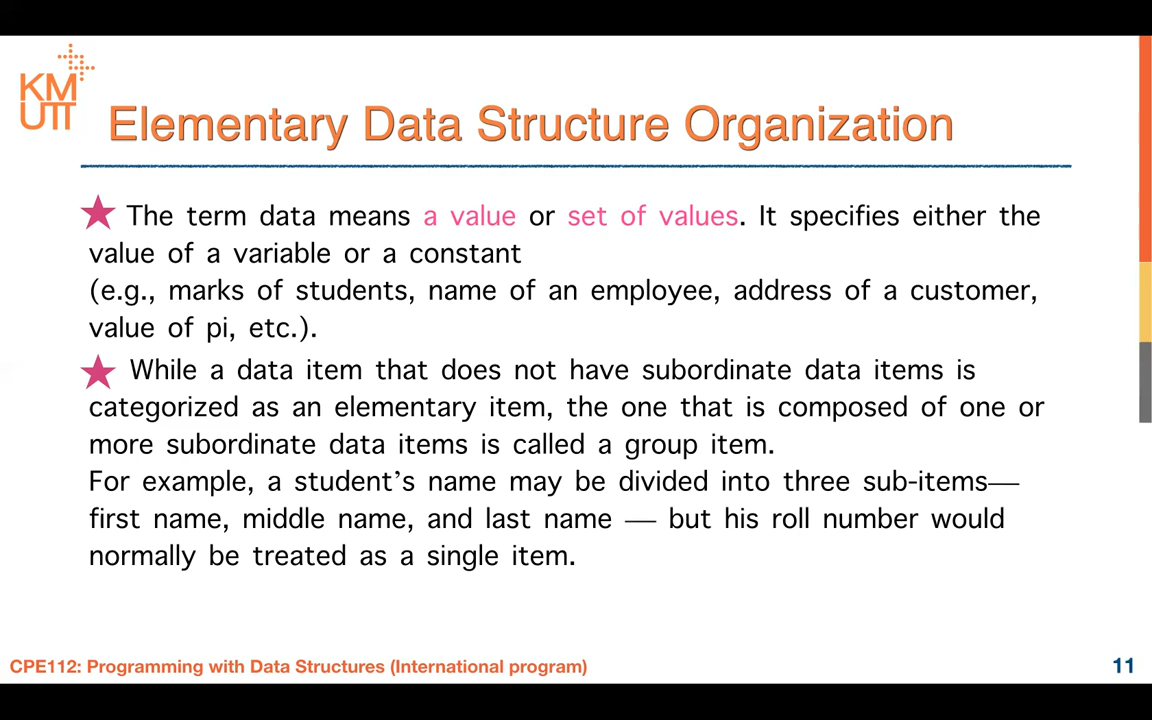 KM
UTT
Elementary Data Structure Organization
The term data means a value or set of values. It specifies either the
value of a variable or a constant
(e.g., marks of students, name of an employee, address of a customer,
value of pi, etc.).
While a data item that does not have subordinate data items is
categorized as an elementary item, the one that is composed of one or
more subordinate data items is called a group item.
For example, a student’s name may be divided into three sub-items—
first name, middle name, and last name — but his roll number would
normally be treated as a single item.
CPE112: Programming with Data Structures (International program)
11